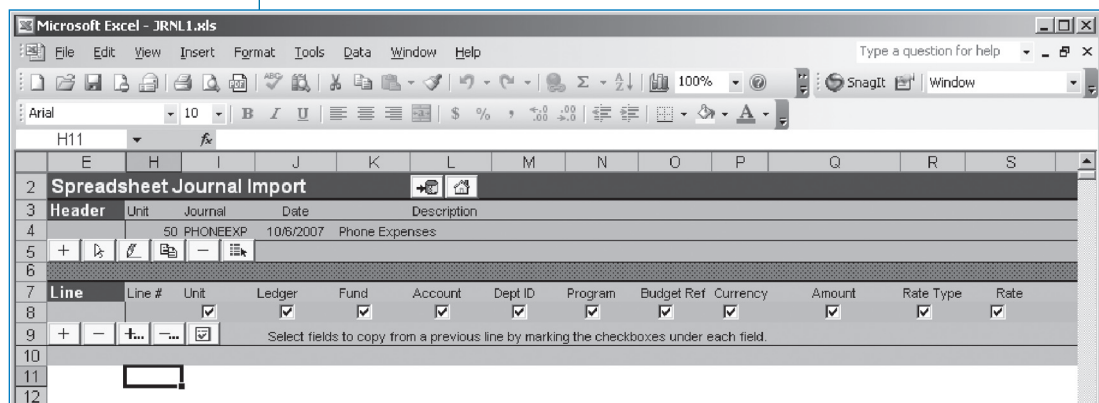 Microsoft Excel - JRNL1.xls
File Edit View Insert Format Tools Data Window Help Type a question for help
100% SnagIt Window
Arial 10 B I U $ % , .00 .00
H11 fx
E H I J K L M N O P Q R S
2 Spreadsheet Journal Import
3 Header Unit Journal Date Description
4 50 PHONEEXP 10/6/2007 Phone Expenses
5 + −
6
7 Line Line # Unit Ledger Fund Account Dept ID Program Budget Ref Currency Amount Rate Type Rate
8
9 + − +... −... Select fields to copy from a previous line by marking the checkboxes under each field.
10
11
12